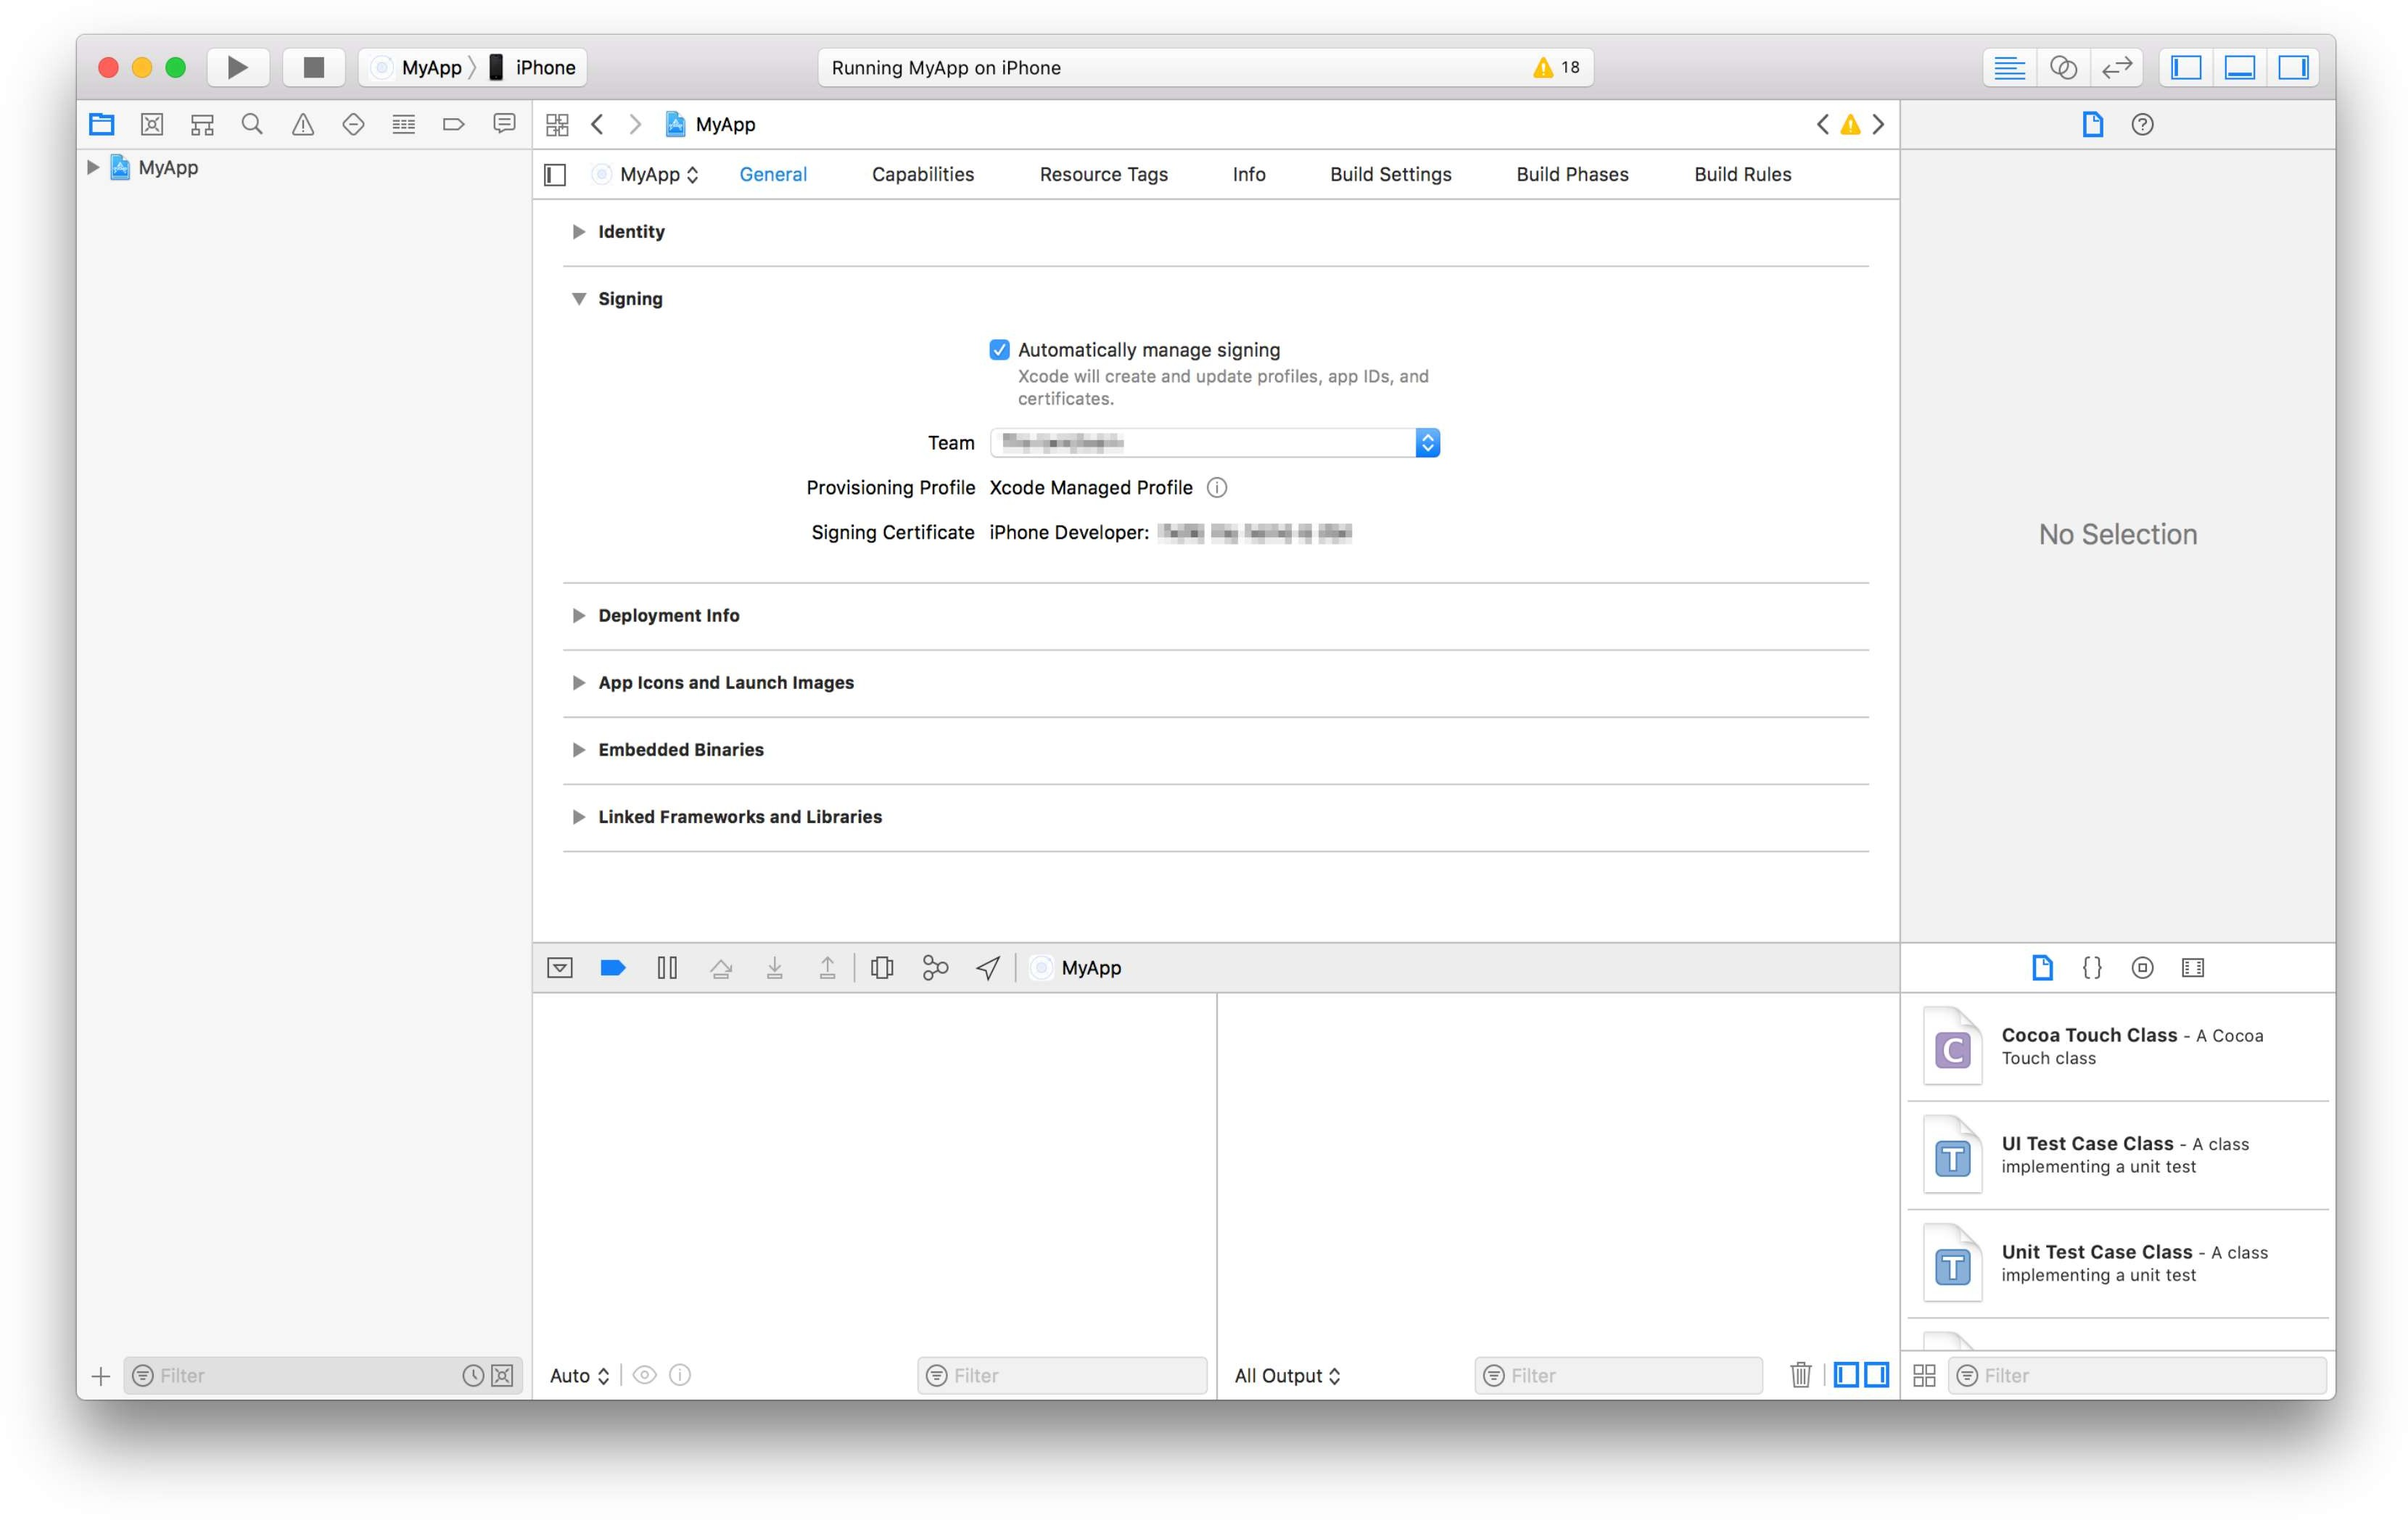 MyApp
iPhone
Running MyApp on iPhone
18
MyApp
MyApp
MyApp
General
Capabilities
Resource Tags
Info
Build Settings
Build Phases
Build Rules
Identity
Signing
Automatically manage signing
Xcode will create and update profiles, app IDs, and
certificates.
Team
Provisioning Profile Xcode Managed Profile
Signing Certificate iPhone Developer:
Deployment Info
App Icons and Launch Images
Embedded Binaries
Linked Frameworks and Libraries
No Selection
MyApp
Cocoa Touch Class - A Cocoa
Touch class
UI Test Case Class - A class
implementing a unit test
Unit Test Case Class - A class
implementing a unit test
Filter
Auto
Filter
All Output
Filter
Filter